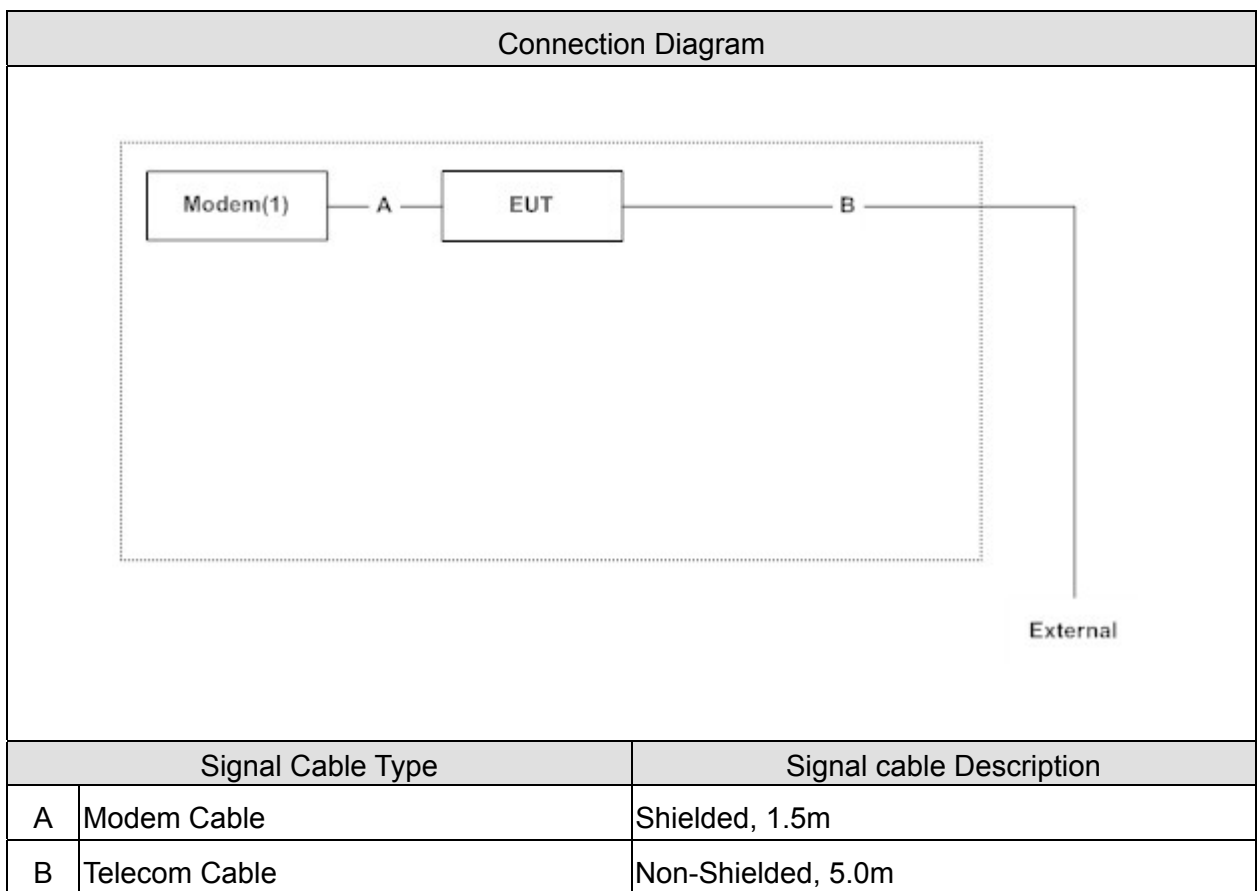 Connection Diagram
Modem(1) A EUT B
External
Signal Cable Type Signal cable Description
A Modem Cable Shielded, 1.5m
B Telecom Cable Non-Shielded, 5.0m